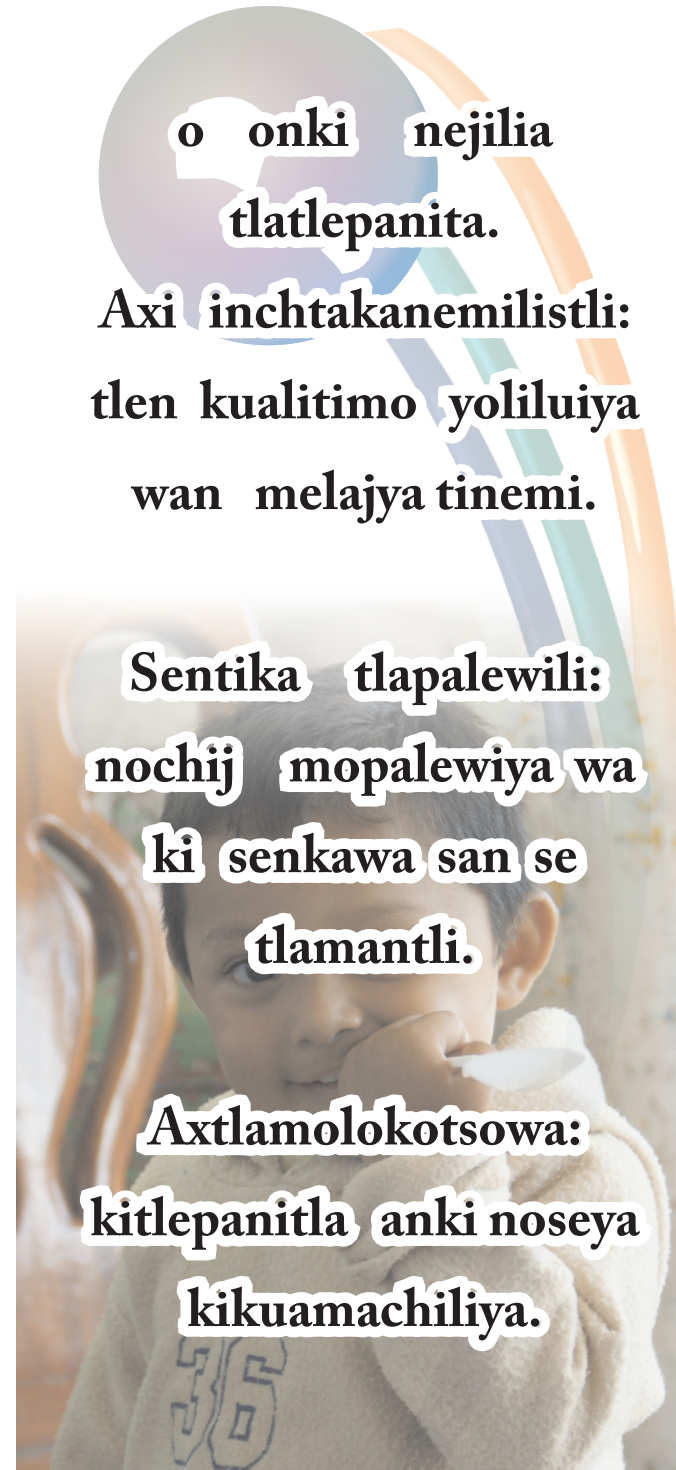 o onki nejilia
tlatlepanita.
Axi inchtakanemilistli:
tlen kualitimo yoliluiya
wan melajya tinemi.
Sentika tlapalewili:
nochij mopalewiya wa
ki senkawa san se
tlamantli.
Axtlamolokotsowa:
kitlepanitla anki noseya
kikuamachiliya.
36